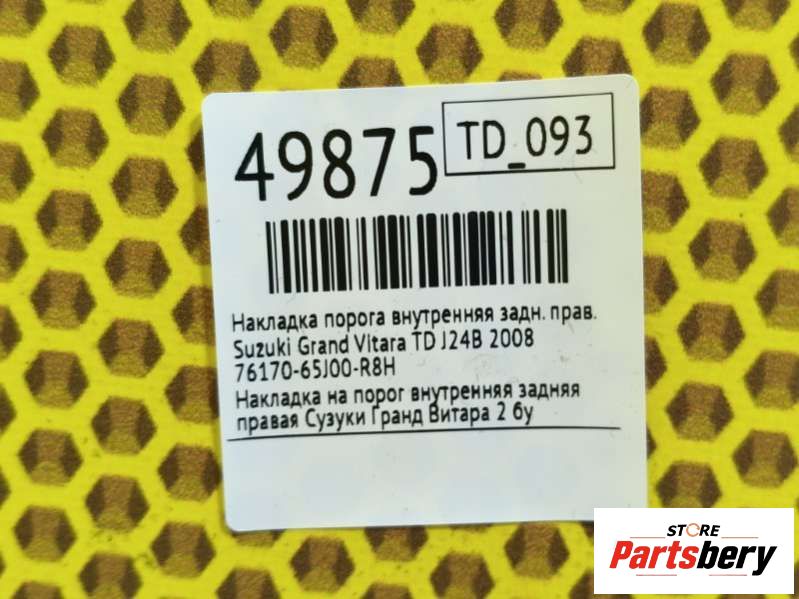 49875
TD_093
Накладка порога внутренняя задн. прав.
Suzuki Grand Vitara TD J24B 2008
76170-65J00-R8H
Накладка на порог внутренняя задняя
правая Сузуки Гранд Витара 2 бу
STORE
Partsbery